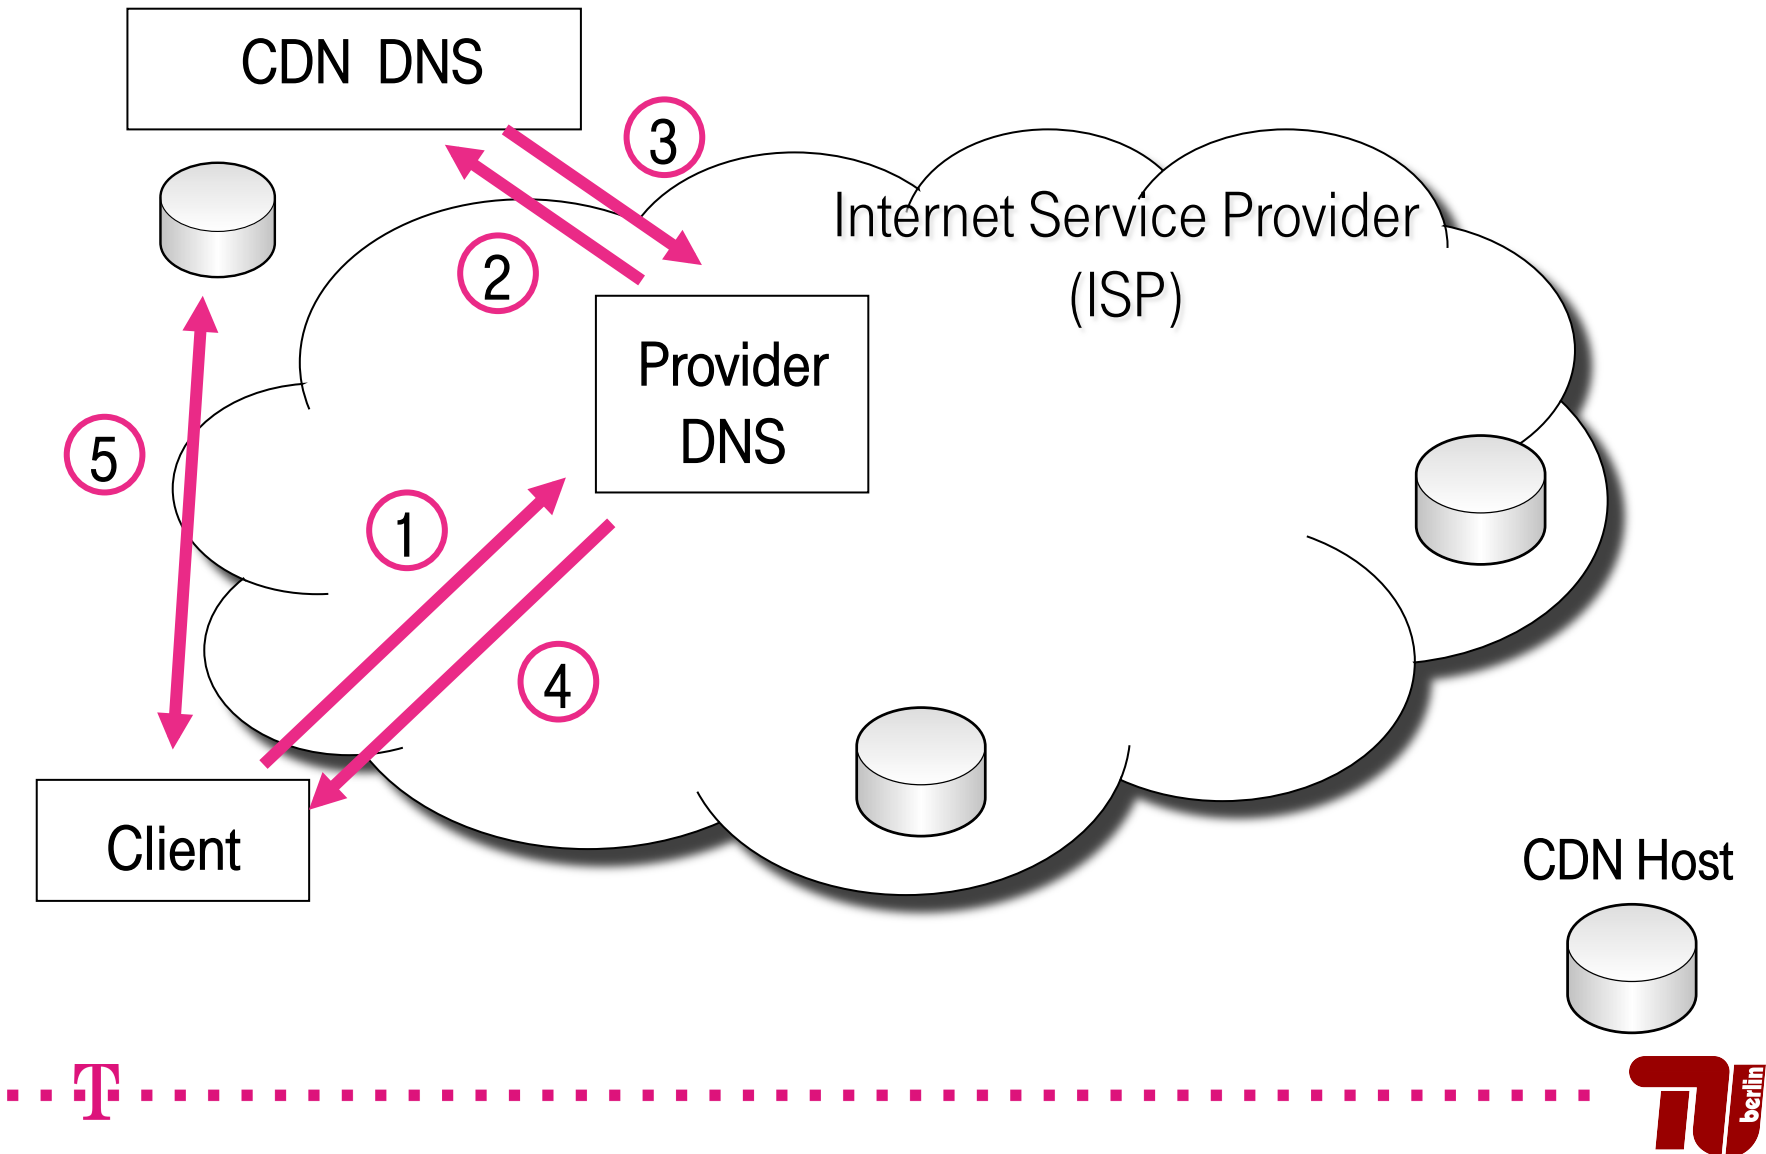 CDN DNS
3
Internet Service Provider
(ISP)
2
Provider
DNS
5
1
4
Client
CDN Host
T
berlin